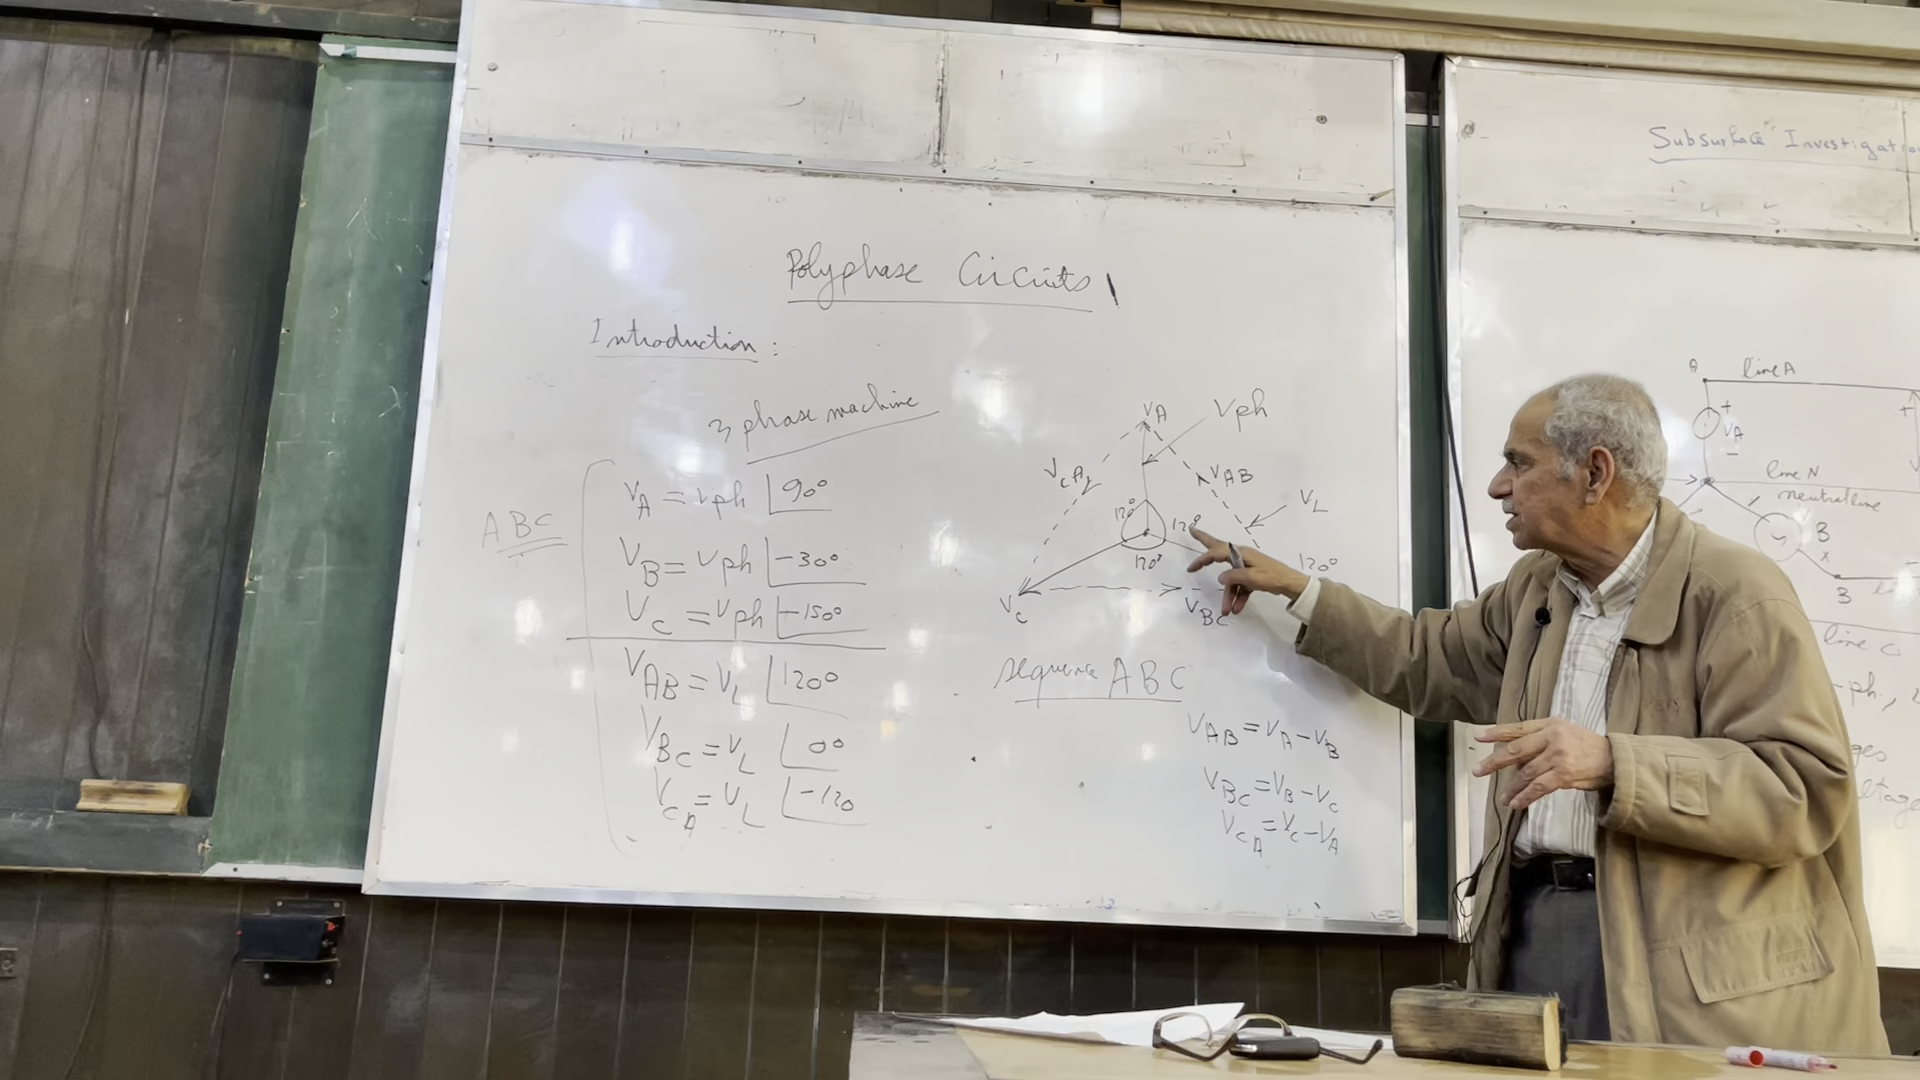 Polyphase Circuits
Introduction:
3 phase machine
ABC
VA = Vph ∠90°
VB = Vph ∠-30°
VC = Vph ∠-150°
VAB = VL ∠120°
VBC = VL ∠0°
VCA = VL ∠-120
VA
Vph
VCA
VAB
VL
120°
120°
120°
120°
VC
VBC
sequence ABC
VAB = VA - VB
VBC = VB - VC
VCA = VC - VA
Subsurface Investigation
A
line A
+
VA
-
+
line N
neutral line
B
B
line C
ph.,